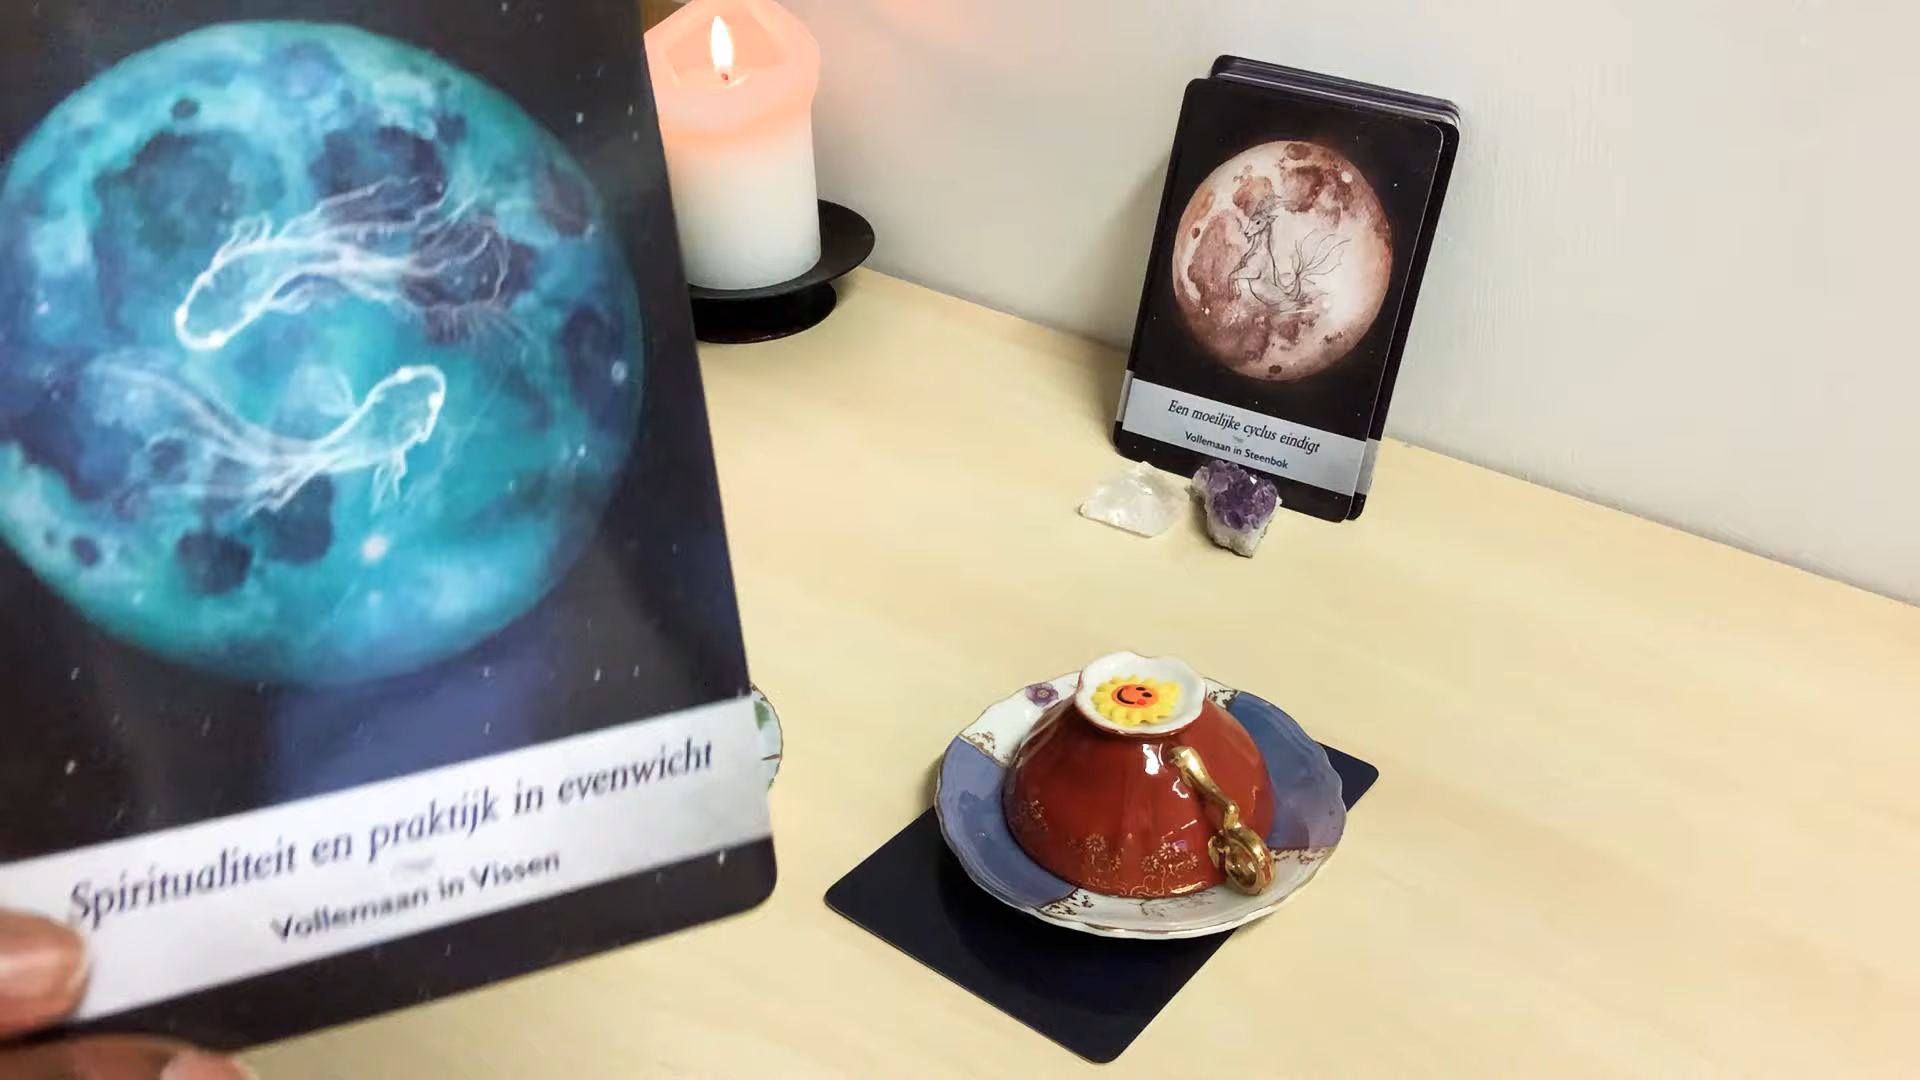 Spiritualiteit en praktijk in evenwicht
Vollemaan in Vissen
Een moeilijke cyclus eindigt
Vollemaan in Steenbok